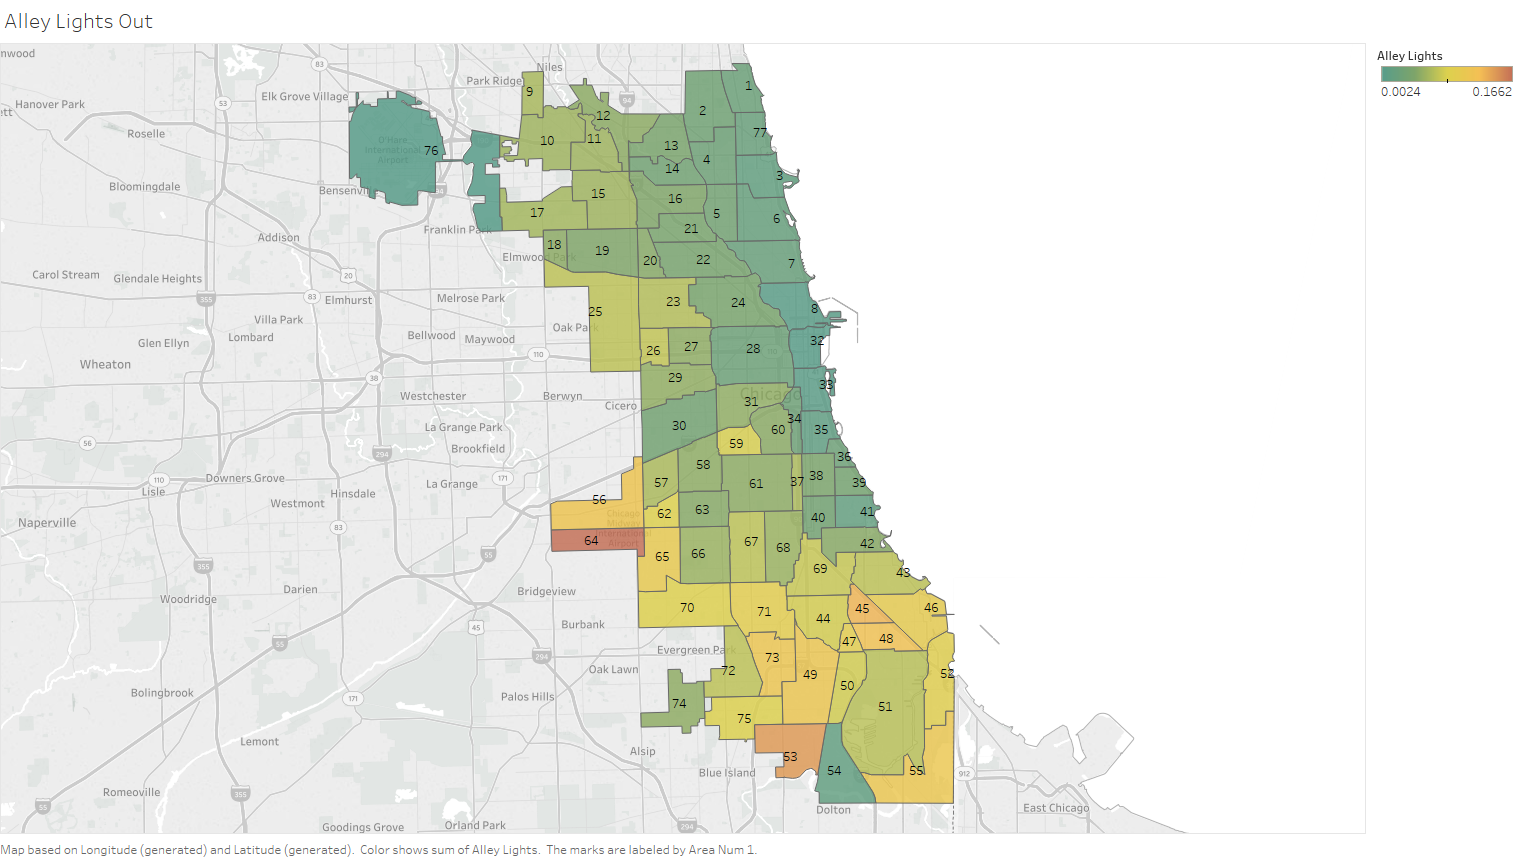 Alley Lights Out
Alley Lights
0.0024 0.1662
nwood
Niles
83
Park Ridge
9
1
Elk Grove Village
94
2
Hanover Park
53
12
ett
77
Roselle
O'Hare
International
Airport
76
10
11
13
4
14
3
Bloomingdale
Bensenville
15
16
17
5
6
Franklin Park
21
Addison
18
19
Elmwood Park
20
22
7
Carol Stream
Glendale Heights
20
355
83
Elmhurst
Melrose Park
23
24
8
25
Villa Park
Oak Park
Glen Ellyn
Lombard
Bellwood
Maywood
32
110
26
27
28
Wheaton
38
29
33
Westchester
Berwyn
Chicago
31
Cicero
34
30
60
35
La Grange Park
56
59
Brookfield
294
36
58
Downers Grove
171
110
Lisle
La Grange
57
61
37
38
39
Hinsdale
Westmont
56
62
63
Chicago
Midway
International
Airport
40
41
Naperville
83
64
67
68
42
55
65
66
355
69
43
Darien
Bridgeview
Woodridge
70
71
45
46
44
Burbank
45
55
47
48
294
Evergreen Park
73
Oak Lawn
72
49
52
50
Bolingbrook
171
Palos Hills
74
51
75
Lemont
Alsip
53
Blue Island
54
55
912
Romeoville
355
55
Dolton
East Chicago
Goodings Grove
Orland Park
294
Map based on Longitude (generated) and Latitude (generated).  Color shows sum of Alley Lights.  The marks are labeled by Area Num 1.